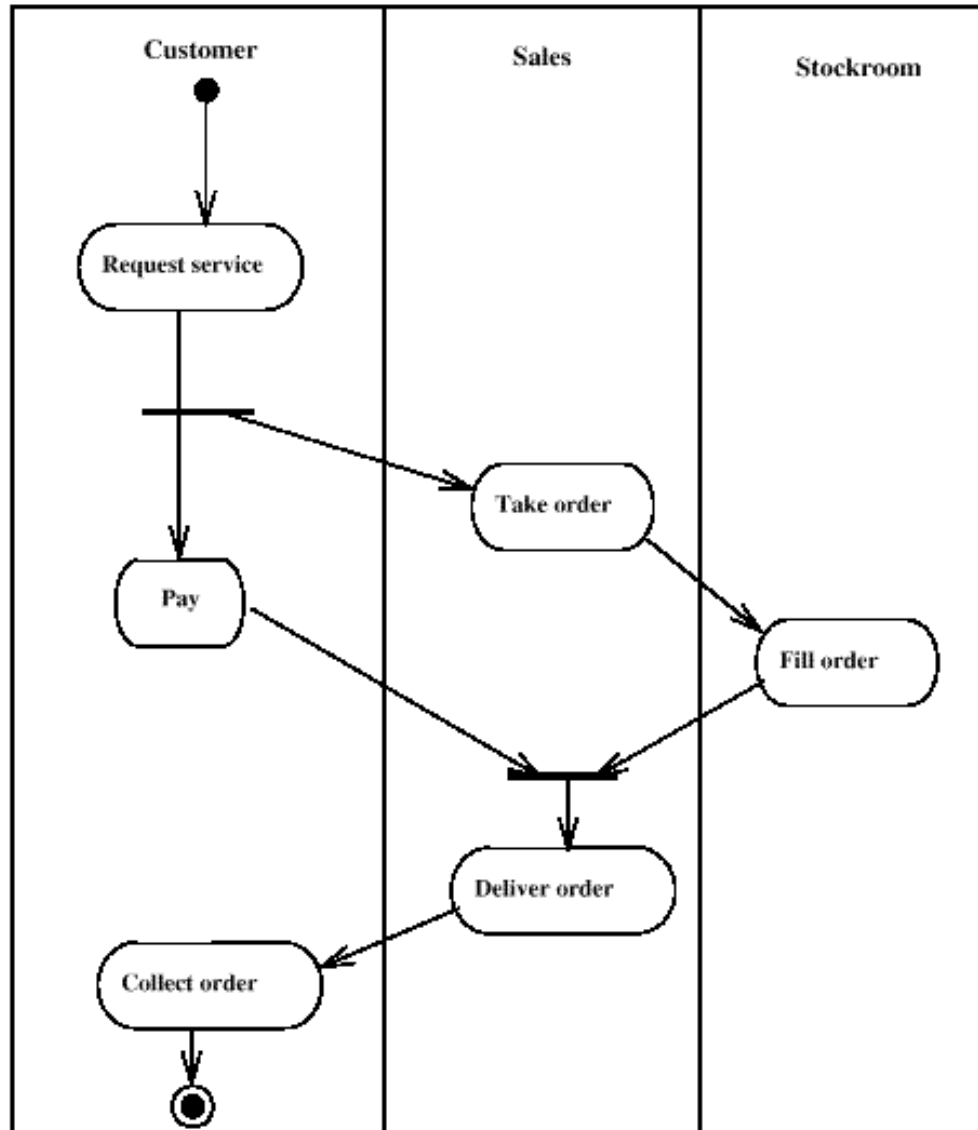 Customer
Sales
Stockroom
Request service
Take order
Pay
Fill order
Deliver order
Collect order